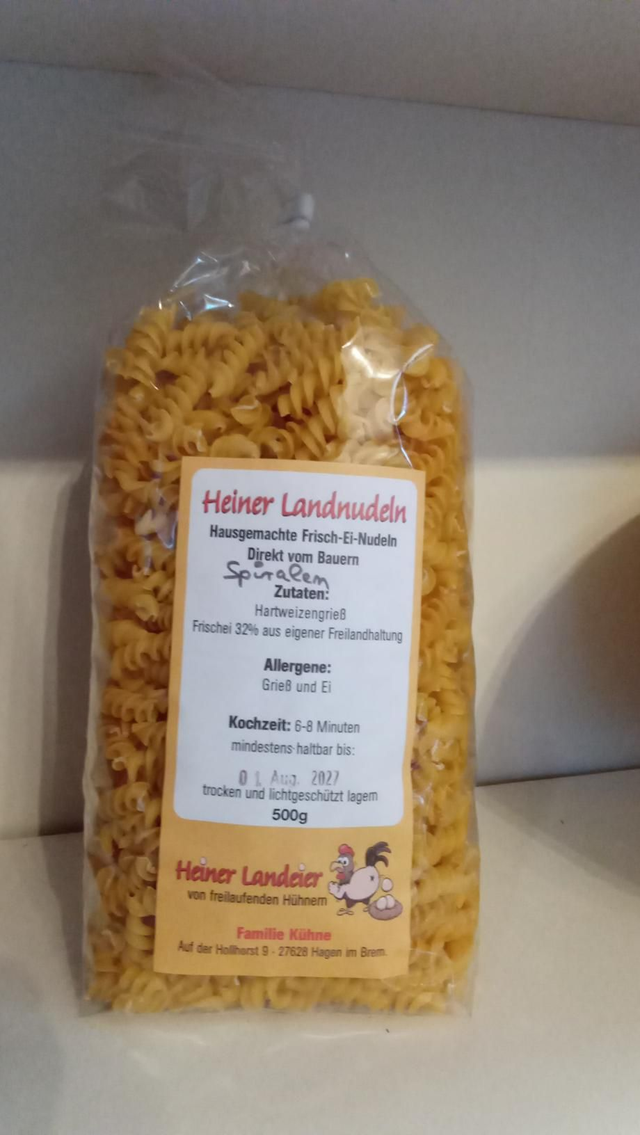 Heiner Landnudeln
Hausgemachte Frisch-Ei-Nudeln
Direkt vom Bauern
Spiralen
Zutaten:
Hartweizengrieß
Frischei 32% aus eigener Freilandhaltung
Allergene:
Grieß und Ei
Kochzeit: 6-8 Minuten
mindestens haltbar bis:
Aug. 2027
trocken und lichtgeschützt lagern
500g
Heiner Landeier
von freilaufenden Hühnern
Familie Kühne
Auf der Hollhorst 9 - 27628 Hagen im Brem.